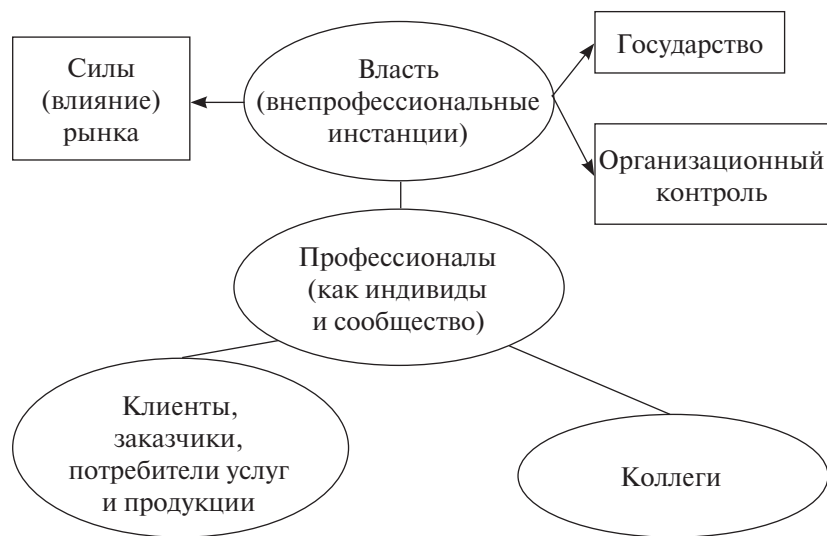 Силы
(влияние)
рынка
Власть
(внепрофессиональные
инстанции)
Государство
Организационный
контроль
Профессионалы
(как индивиды
и сообщество)
Клиенты,
заказчики,
потребители услуг
и продукции
Коллеги